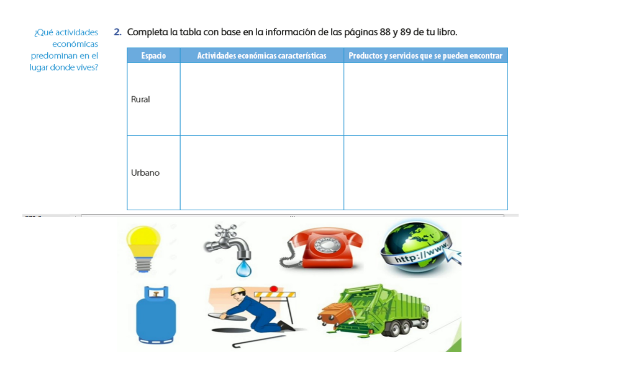 ¿Qué actividades
económicas
predominan en el
lugar donde vives?
2. Completa la tabla con base en la información de las páginas 88 y 89 de tu libro.
Espacio Actividades económicas características Productos y servicios que se pueden encontrar
Rural
Urbano
http://www